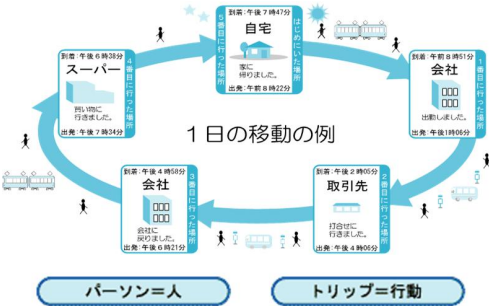 到着：午後７時47分
自宅
家に
帰りました。
出発：午前８時22分
５番目に行った場所
はじめにいた場所
到着：午前８時51分
会社
出勤しました。
出発：午後１時06分
１番目に行った場所
到着：午後２時05分
取引先
打合せに
行きました。
出発：午後４時06分
２番目に行った場所
到着：午後４時58分
会社
会社に
戻りました。
出発：午後６時21分
３番目に行った場所
到着：午後６時38分
スーパー
買い物に
行きました。
出発：午後７時34分
４番目に行った場所
１日の移動の例
パーソン＝人
トリップ＝行動